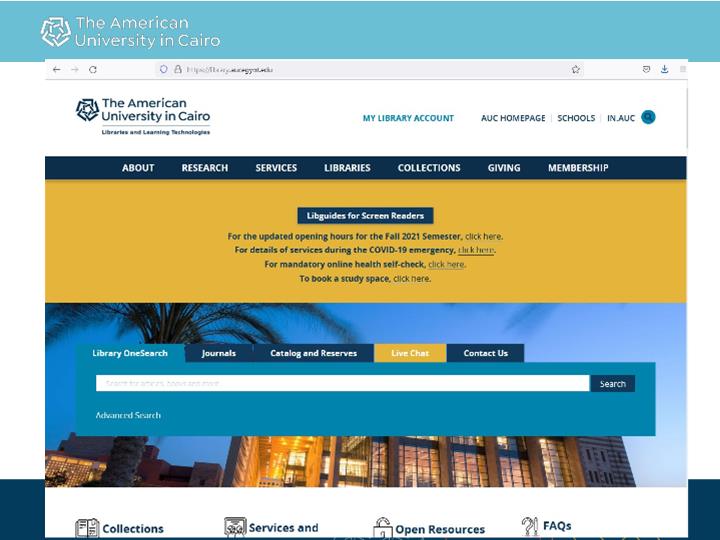 The American
University in Cairo
https://library.aucegypt.edu
The American
University in Cairo
Libraries and Learning Technologies
MY LIBRARY ACCOUNT
AUC HOMEPAGE | SCHOOLS | IN.AUC
ABOUT RESEARCH SERVICES LIBRARIES COLLECTIONS GIVING MEMBERSHIP
Libguides for Screen Readers
For the updated opening hours for the Fall 2021 Semester, click here.
For details of services during the COVID-19 emergency, click here.
For mandatory online health self-check, click here.
To book a study space, click here.
Library OneSearch Journals Catalog and Reserves Live Chat Contact Us
Search for articles, books and more Search
Advanced Search
Collections Services and Open Resources FAQs